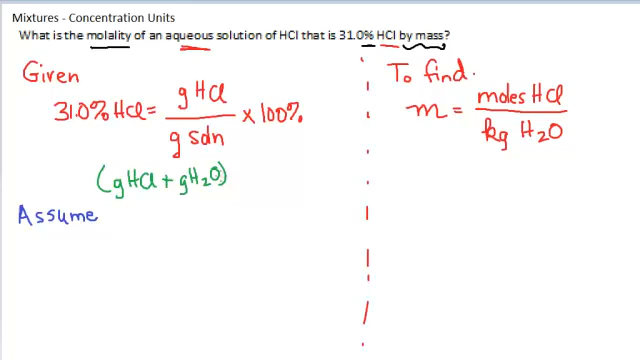 Mixtures - Concentration Units
What is the molality of an aqueous solution of HCl that is 31.0% HCl by mass?
Given
31.0% HCl = g HCl / g soln × 100%
(g HCl + g H₂O)
Assume
To find.
m = moles HCl / kg H₂O